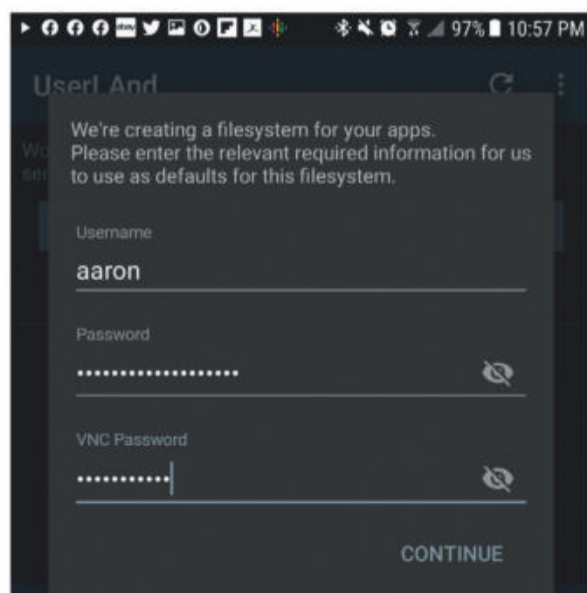 97% 10:57 PM
UserLAnd
We're creating a filesystem for your apps.
Please enter the relevant required information for us
to use as defaults for this filesystem.
Username
aaron
Password
•••••••••••••••••••
VNC Password
•••••••••••
CONTINUE